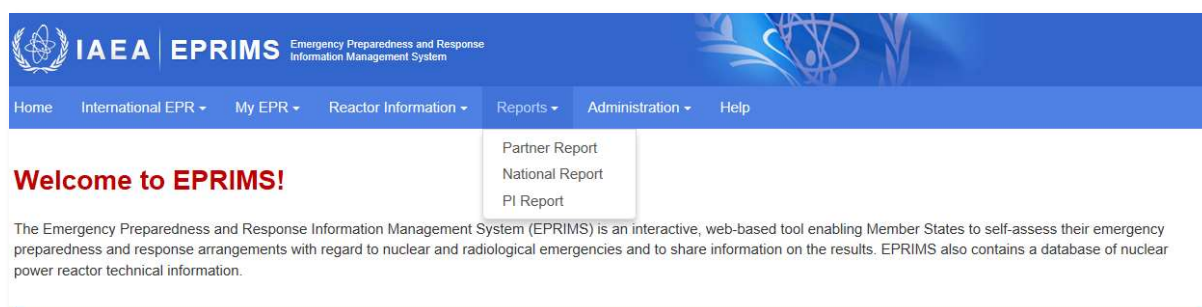 IAEA EPRIMS Emergency Preparedness and Response
Information Management System
Home International EPR My EPR Reactor Information Reports Administration Help
Partner Report
National Report
PI Report
Welcome to EPRIMS!
The Emergency Preparedness and Response Information Management System (EPRIMS) is an interactive, web-based tool enabling Member States to self-assess their emergency
preparedness and response arrangements with regard to nuclear and radiological emergencies and to share information on the results. EPRIMS also contains a database of nuclear
power reactor technical information.